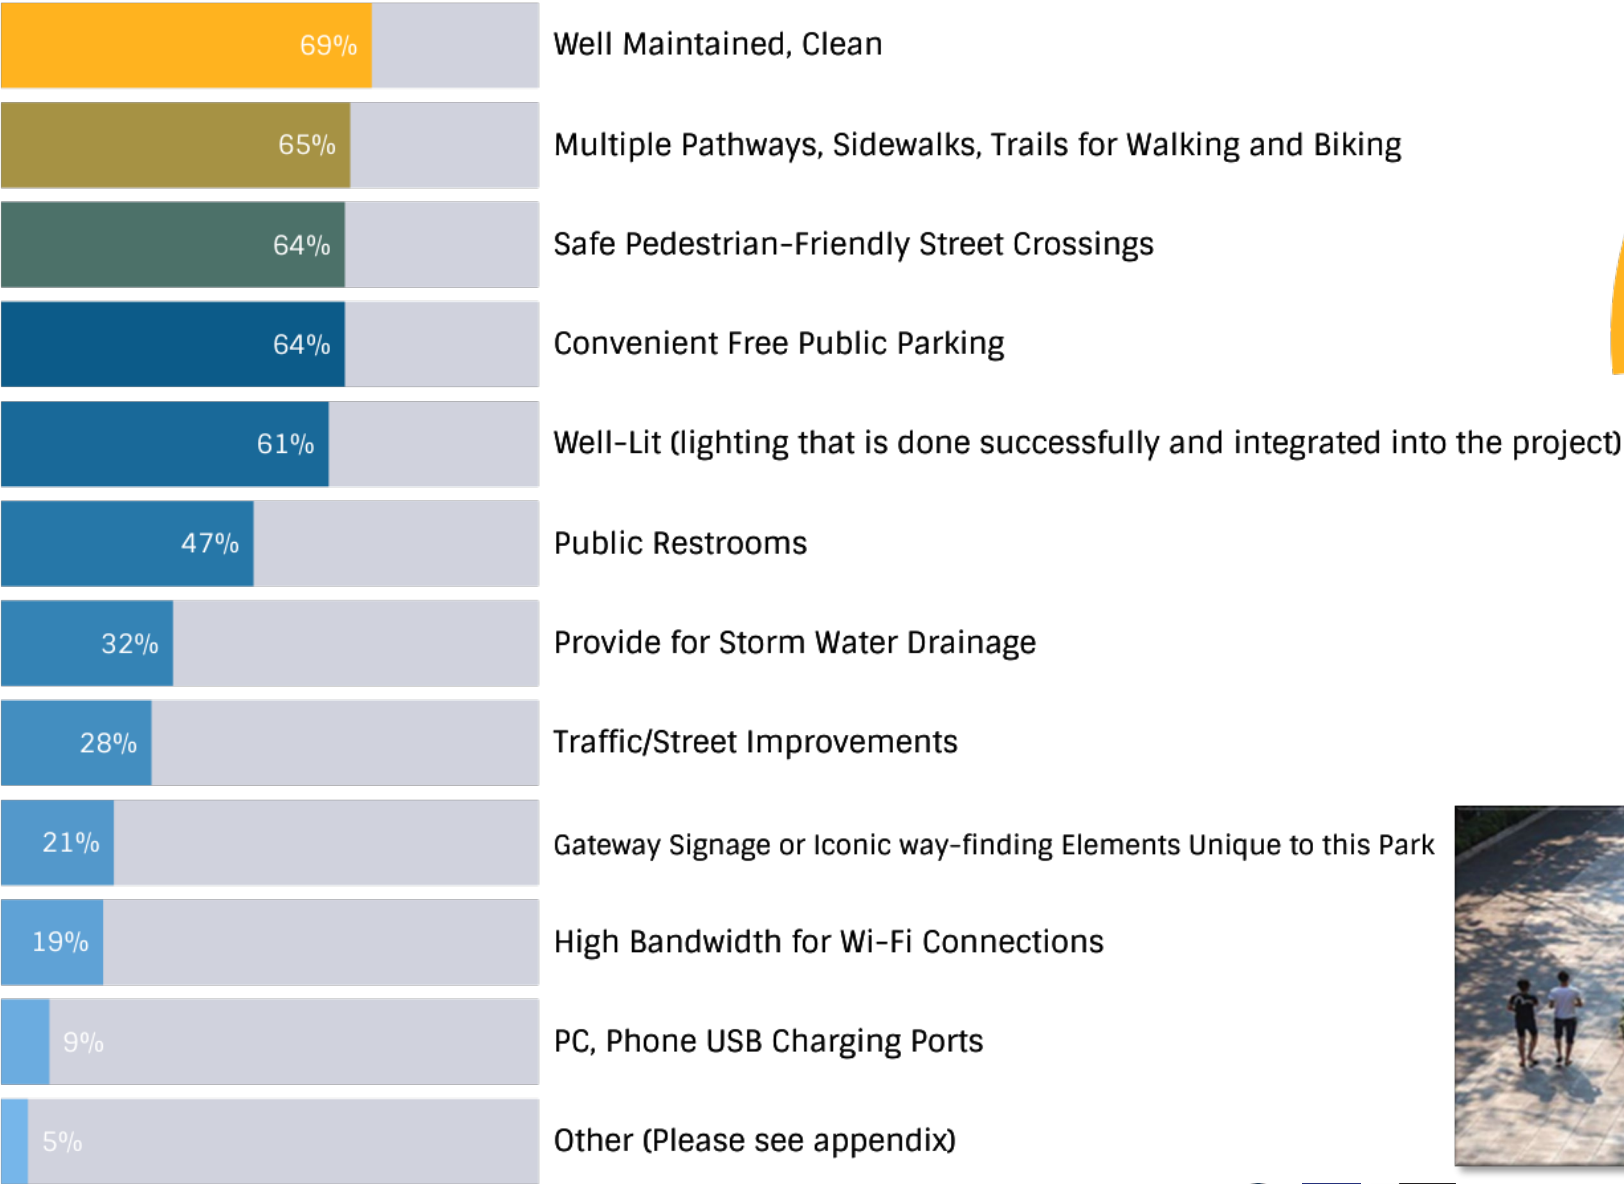 69% Well Maintained, Clean
65% Multiple Pathways, Sidewalks, Trails for Walking and Biking
64% Safe Pedestrian-Friendly Street Crossings
64% Convenient Free Public Parking
61% Well-Lit (lighting that is done successfully and integrated into the project)
47% Public Restrooms
32% Provide for Storm Water Drainage
28% Traffic/Street Improvements
21% Gateway Signage or Iconic way-finding Elements Unique to this Park
19% High Bandwidth for Wi-Fi Connections
9% PC, Phone USB Charging Ports
5% Other (Please see appendix)